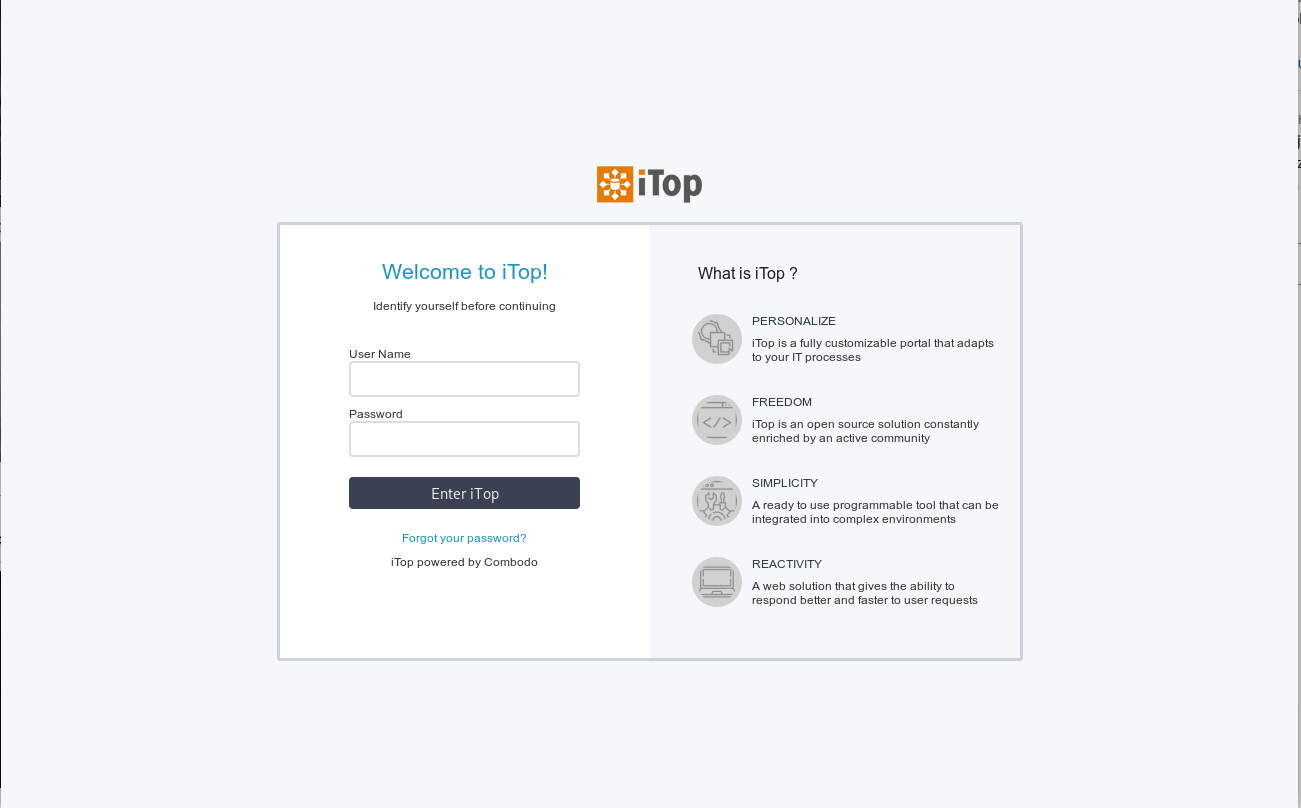 iTop
Welcome to iTop!
Identify yourself before continuing
User Name
Password
Enter iTop
Forgot your password?
iTop powered by Combodo
What is iTop ?
PERSONALIZE
iTop is a fully customizable portal that adapts
to your IT processes
FREEDOM
iTop is an open source solution constantly
enriched by an active community
SIMPLICITY
A ready to use programmable tool that can be
integrated into complex environments
REACTIVITY
A web solution that gives the ability to
respond better and faster to user requests